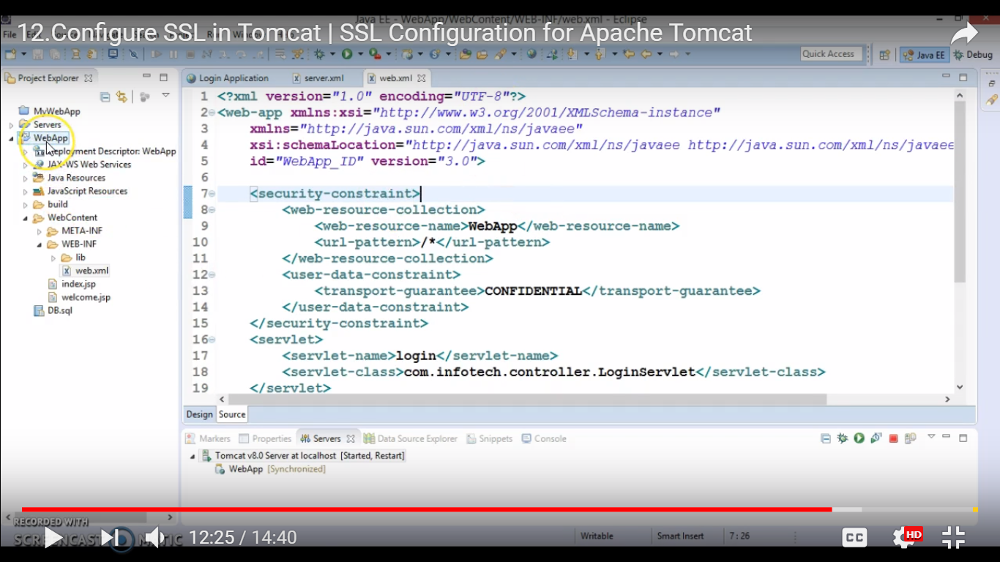 Java EE - WebApp/WebContent/WEB-INF/web.xml - Eclipse
12.Configure SSL in Tomcat | SSL Configuration for Apache Tomcat
File
Quick Access
Java EE
Debug
Project Explorer
Login Application
server.xml
web.xml
MyWebApp
Servers
WebApp
Deployment Descriptor: WebApp
JAX-WS Web Services
Java Resources
JavaScript Resources
build
WebContent
META-INF
WEB-INF
lib
web.xml
index.jsp
welcome.jsp
DB.sql
1 <?xml version="1.0" encoding="UTF-8"?>
2 <web-app xmlns:xsi="http://www.w3.org/2001/XMLSchema-instance"
3 xmlns="http://java.sun.com/xml/ns/javaee"
4 xsi:schemaLocation="http://java.sun.com/xml/ns/javaee http://java.sun.com/xml/ns/javaee
5 id="WebApp_ID" version="3.0">
6
7 <security-constraint>
8 <web-resource-collection>
9 <web-resource-name>WebApp</web-resource-name>
10 <url-pattern>/*</url-pattern>
11 </web-resource-collection>
12 <user-data-constraint>
13 <transport-guarantee>CONFIDENTIAL</transport-guarantee>
14 </user-data-constraint>
15 </security-constraint>
16 <servlet>
17 <servlet-name>login</servlet-name>
18 <servlet-class>com.infotech.controller.LoginServlet</servlet-class>
19 </servlet>
Design Source
Markers Properties Servers Data Source Explorer Snippets Console
Tomcat v8.0 Server at localhost [Started, Restart]
WebApp [Synchronized]
RECORDED WITH
SCREENCAST MATIC
12:25 / 14:40
Writable
Smart Insert
7 : 26
CC
HD